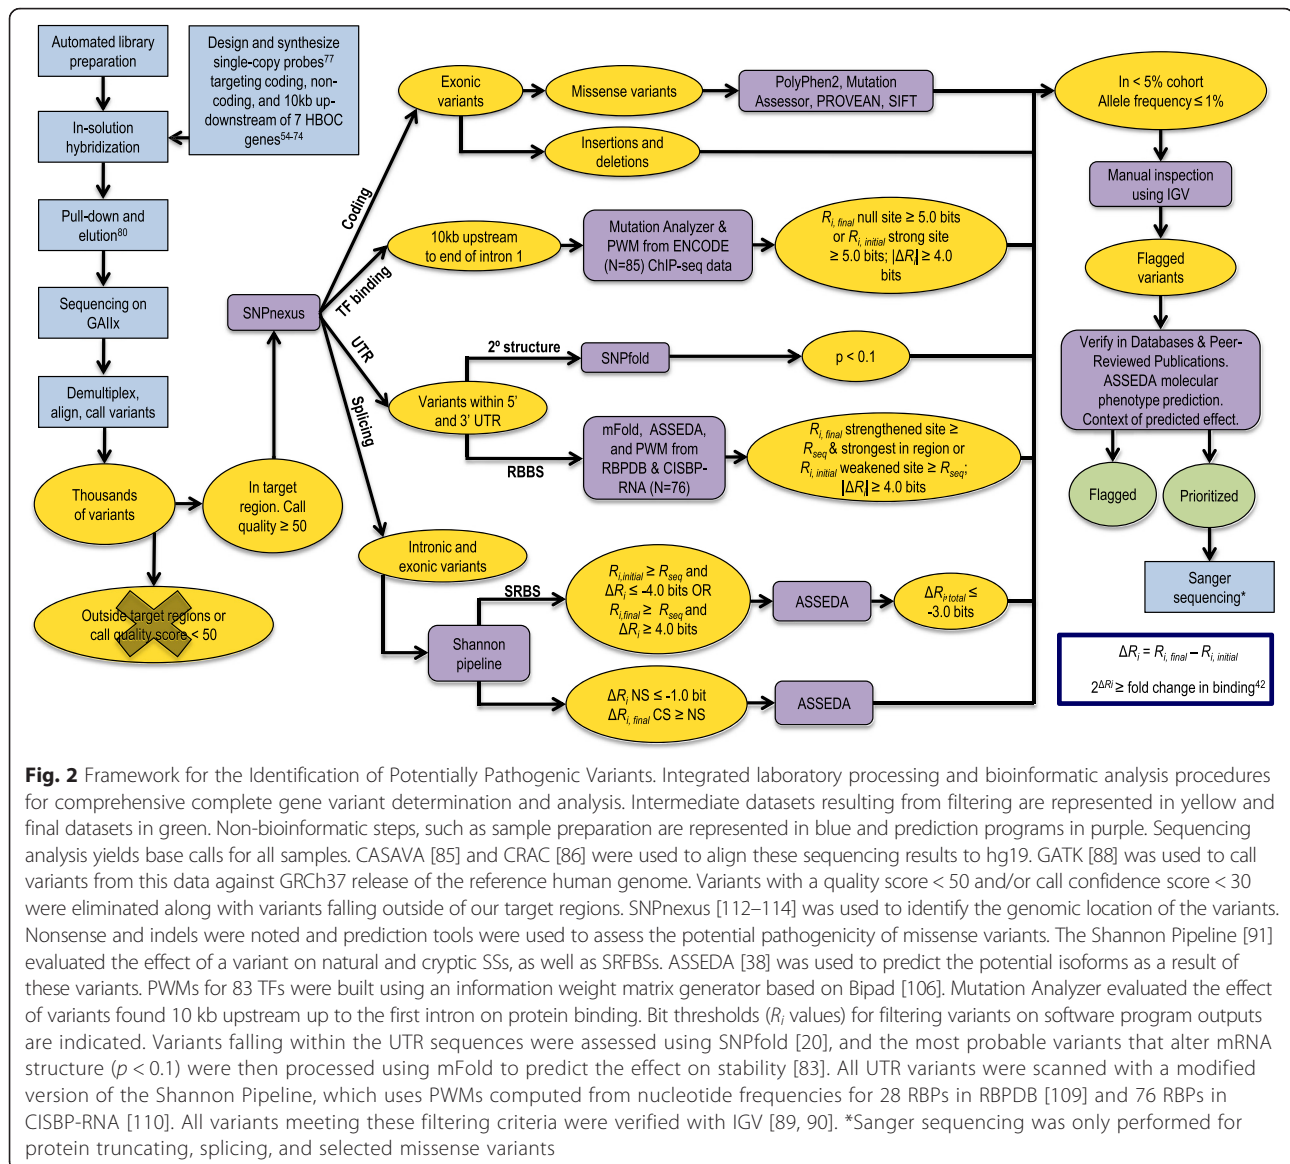 Automated library
preparation
Design and synthesize
single-copy probes77
targeting coding, non-
coding, and 10kb up-
downstream of 7 HBOC
genes54-74
In-solution
hybridization
Pull-down and
elution80
Sequencing on
GAIIx
Demultiplex,
align, call variants
Thousands
of variants
In target
region. Call
quality ≥ 50
Outside target regions or
call quality score < 50
SNPnexus
Coding
TF binding
UTR
Splicing
Exonic
variants
Missense variants
PolyPhen2, Mutation
Assessor, PROVEAN, SIFT
Insertions and
deletions
10kb upstream
to end of intron 1
Mutation Analyzer &
PWM from ENCODE
(N=85) ChIP-seq data
Ri, final null site ≥ 5.0 bits
or Ri, initial strong site
≥ 5.0 bits; |ΔRi| ≥ 4.0
bits
2º structure
SNPfold
p < 0.1
Variants within 5'
and 3' UTR
RBBS
mFold, ASSEDA,
and PWM from
RBPDB & CISBP-
RNA (N=76)
Ri, final strengthened site ≥
Rseq & strongest in region or
Ri, initial weakened site ≥ Rseq;
|ΔRi| ≥ 4.0 bits
Intronic and
exonic variants
Shannon
pipeline
SRBS
Ri,initial ≥ Rseq and
ΔRi ≤ -4.0 bits OR
Ri,final ≥ Rseq and
ΔRi ≥ 4.0 bits
ASSEDA
ΔRi, total ≤
-3.0 bits
ΔRi NS ≤ -1.0 bit
ΔRi, final CS ≥ NS
ASSEDA
In < 5% cohort
Allele frequency ≤ 1%
Manual inspection
using IGV
Flagged
variants
Verify in Databases & Peer-
Reviewed Publications.
ASSEDA molecular
phenotype prediction.
Context of predicted effect.
Flagged
Prioritized
Sanger
sequencing*
ΔRi = Ri, final – Ri, initial
2ΔRi ≥ fold change in binding42
Fig. 2 Framework for the Identification of Potentially Pathogenic Variants. Integrated laboratory processing and bioinformatic analysis procedures
for comprehensive complete gene variant determination and analysis. Intermediate datasets resulting from filtering are represented in yellow and
final datasets in green. Non-bioinformatic steps, such as sample preparation are represented in blue and prediction programs in purple. Sequencing
analysis yields base calls for all samples. CASAVA [85] and CRAC [86] were used to align these sequencing results to hg19. GATK [88] was used to call
variants from this data against GRCh37 release of the reference human genome. Variants with a quality score < 50 and/or call confidence score < 30
were eliminated along with variants falling outside of our target regions. SNPnexus [112–114] was used to identify the genomic location of the variants.
Nonsense and indels were noted and prediction tools were used to assess the potential pathogenicity of missense variants. The Shannon Pipeline [91]
evaluated the effect of a variant on natural and cryptic SSs, as well as SRFBSs. ASSEDA [38] was used to predict the potential isoforms as a result of
these variants. PWMs for 83 TFs were built using an information weight matrix generator based on Bipad [106]. Mutation Analyzer evaluated the effect
of variants found 10 kb upstream up to the first intron on protein binding. Bit thresholds (Ri values) for filtering variants on software program outputs
are indicated. Variants falling within the UTR sequences were assessed using SNPfold [20], and the most probable variants that alter mRNA
structure (p < 0.1) were then processed using mFold to predict the effect on stability [83]. All UTR variants were scanned with a modified
version of the Shannon Pipeline, which uses PWMs computed from nucleotide frequencies for 28 RBPs in RBPDB [109] and 76 RBPs in
CISBP-RNA [110]. All variants meeting these filtering criteria were verified with IGV [89, 90]. *Sanger sequencing was only performed for
protein truncating, splicing, and selected missense variants